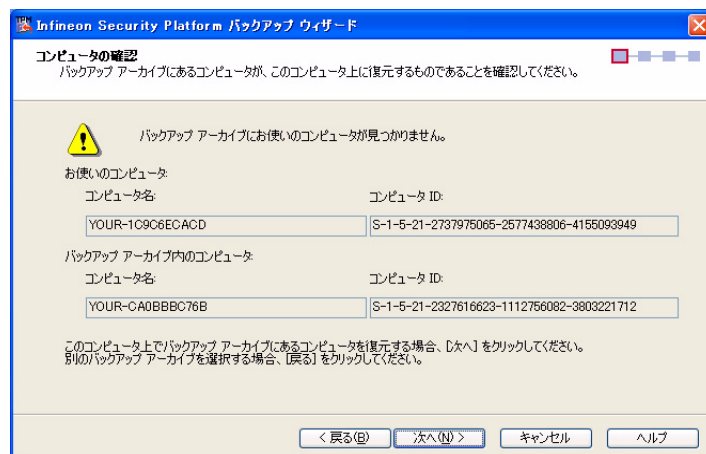 Infineon Security Platform バックアップ ウィザード
コンピュータの確認
バックアップ アーカイブにあるコンピュータが、このコンピュータ上に復元するものであることを確認してください。
バックアップ アーカイブにお使いのコンピュータが見つかりません。
お使いのコンピュータ:
コンピュータ名: コンピュータ ID:
YOUR-1C9C6ECACD S-1-5-21-2737975065-2577438806-4155093949
バックアップ アーカイブ内のコンピュータ:
コンピュータ名: コンピュータ ID:
YOUR-CA0BBBC76B S-1-5-21-2327616623-1112756082-3803221712
このコンピュータ上でバックアップ アーカイブにあるコンピュータを復元する場合、[次へ] をクリックしてください。
別のバックアップ アーカイブを選択する場合、[戻る] をクリックしてください。
< 戻る(B) 次へ(N) > キャンセル ヘルプ